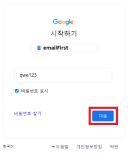 Google
시작하기
emailfirst
qwe123
비밀번호 표시
비밀번호 찾기
다음
한국어
도움말 개인정보처리방침 약관